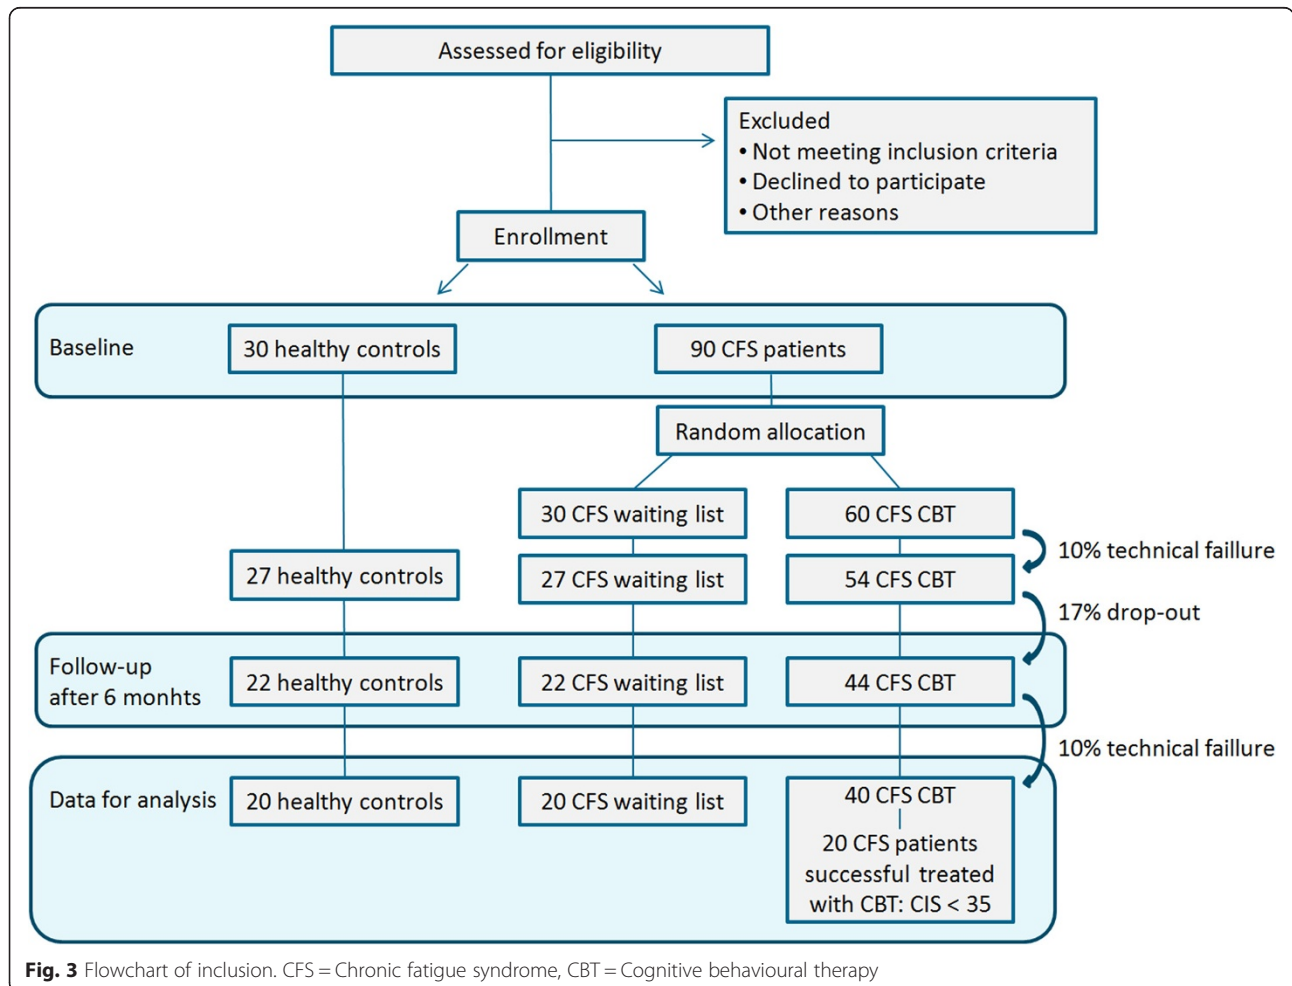 Assessed for eligibility
Excluded
• Not meeting inclusion criteria
• Declined to participate
• Other reasons
Enrollment
Baseline
30 healthy controls
90 CFS patients
Random allocation
30 CFS waiting list
60 CFS CBT
10% technical faillure
27 healthy controls
27 CFS waiting list
54 CFS CBT
17% drop-out
Follow-up
after 6 monhts
22 healthy controls
22 CFS waiting list
44 CFS CBT
10% technical faillure
Data for analysis
20 healthy controls
20 CFS waiting list
40 CFS CBT
20 CFS patients
successful treated
with CBT: CIS < 35
Fig. 3 Flowchart of inclusion. CFS = Chronic fatigue syndrome, CBT = Cognitive behavioural therapy